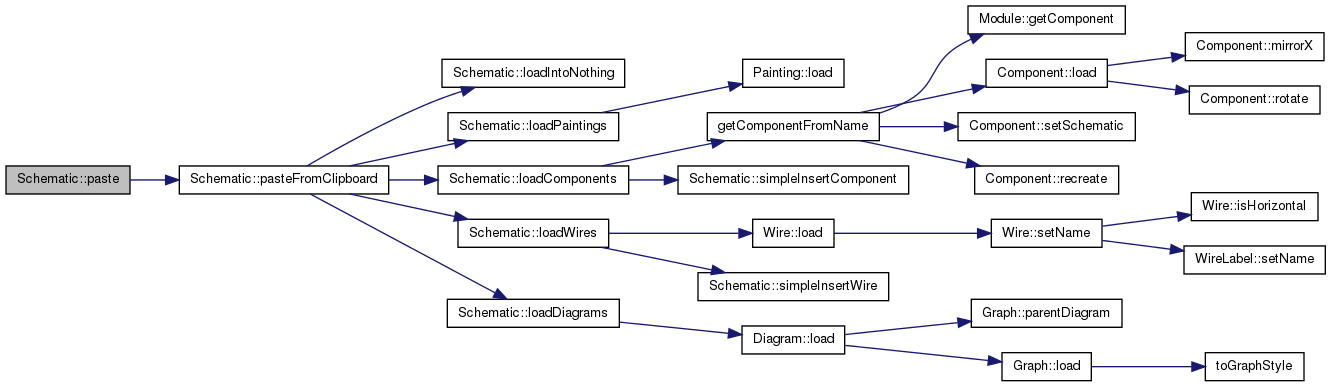 Schematic::paste
Schematic::pasteFromClipboard
Schematic::loadIntoNothing
Schematic::loadPaintings
Painting::load
Schematic::loadComponents
getComponentFromName
Module::getComponent
Component::load
Component::mirrorX
Component::rotate
Component::setSchematic
Component::recreate
Schematic::simpleInsertComponent
Schematic::loadWires
Wire::load
Wire::setName
Wire::isHorizontal
WireLabel::setName
Schematic::simpleInsertWire
Schematic::loadDiagrams
Diagram::load
Graph::parentDiagram
Graph::load
toGraphStyle